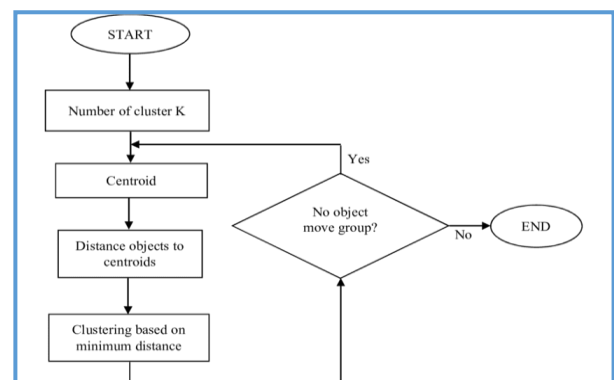 START
Number of cluster K
Centroid
Distance objects to
centroids
Clustering based on
minimum distance
Yes
No object
move group?
No
END